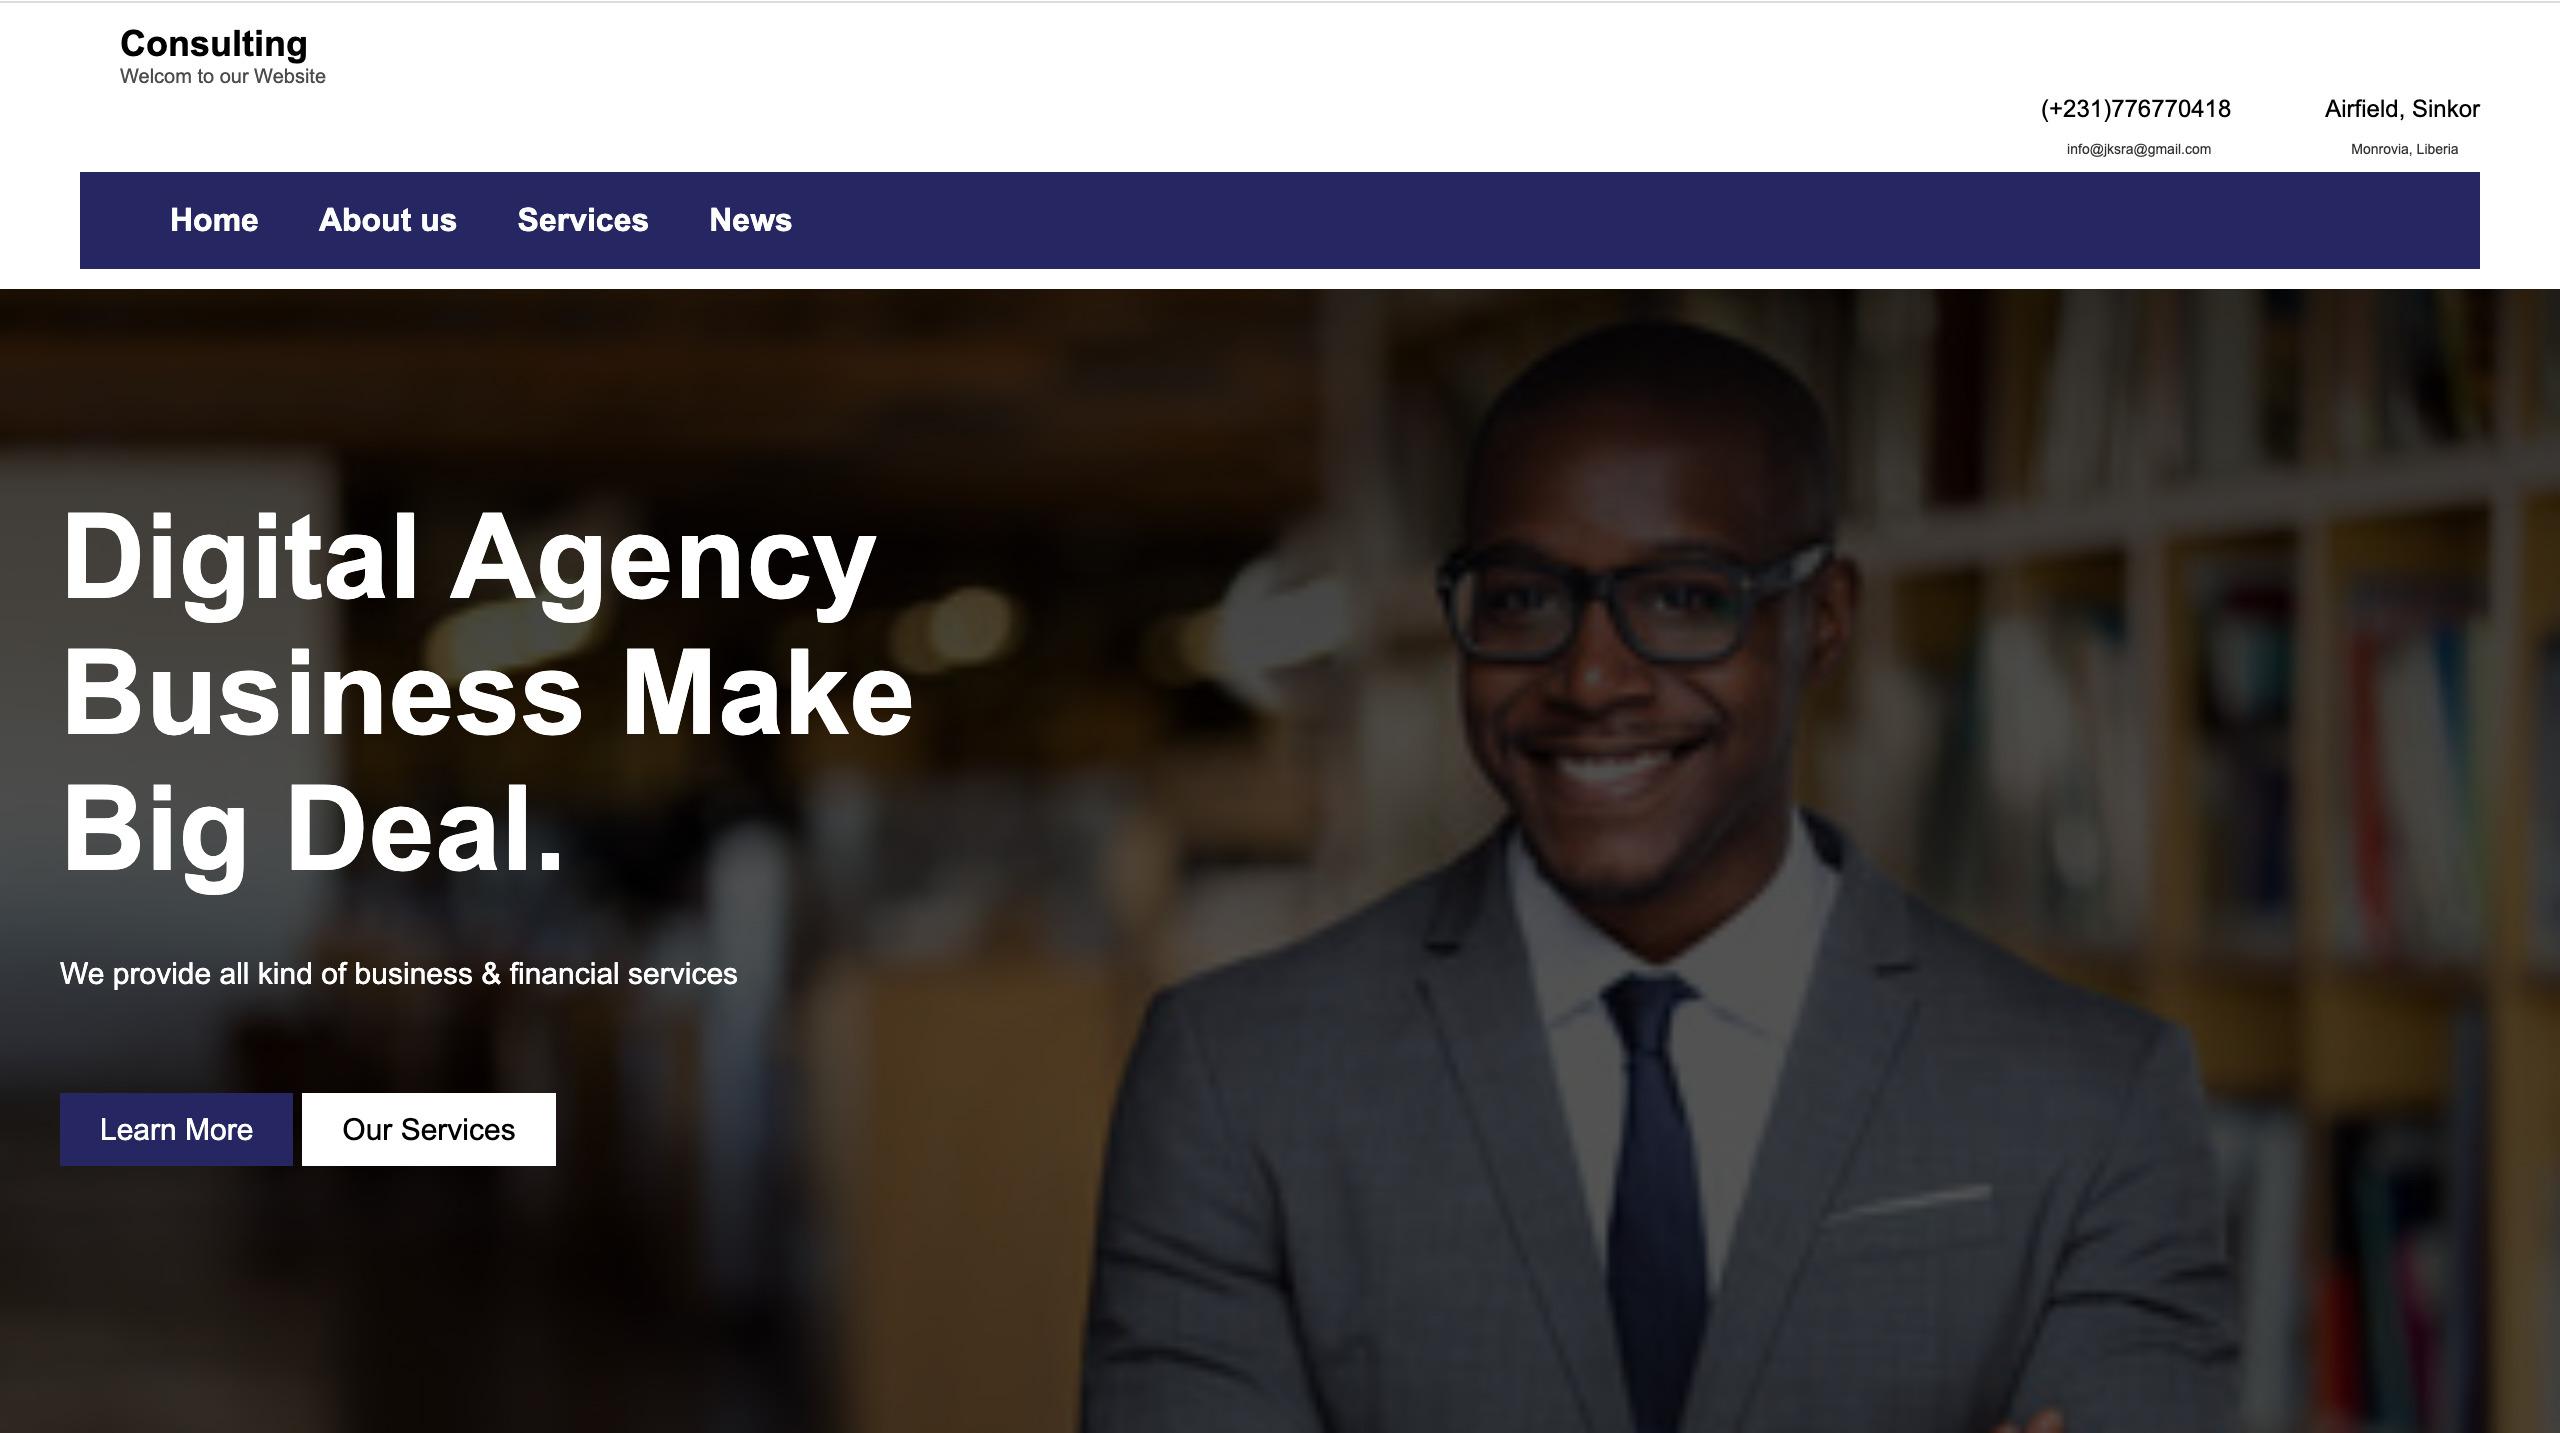 Consulting
Welcom to our Website
(+231)776770418
Airfield, Sinkor
info@jksra@gmail.com
Monrovia, Liberia
Home About us Services News
Digital Agency
Business Make
Big Deal.
We provide all kind of business & financial services
Learn More Our Services